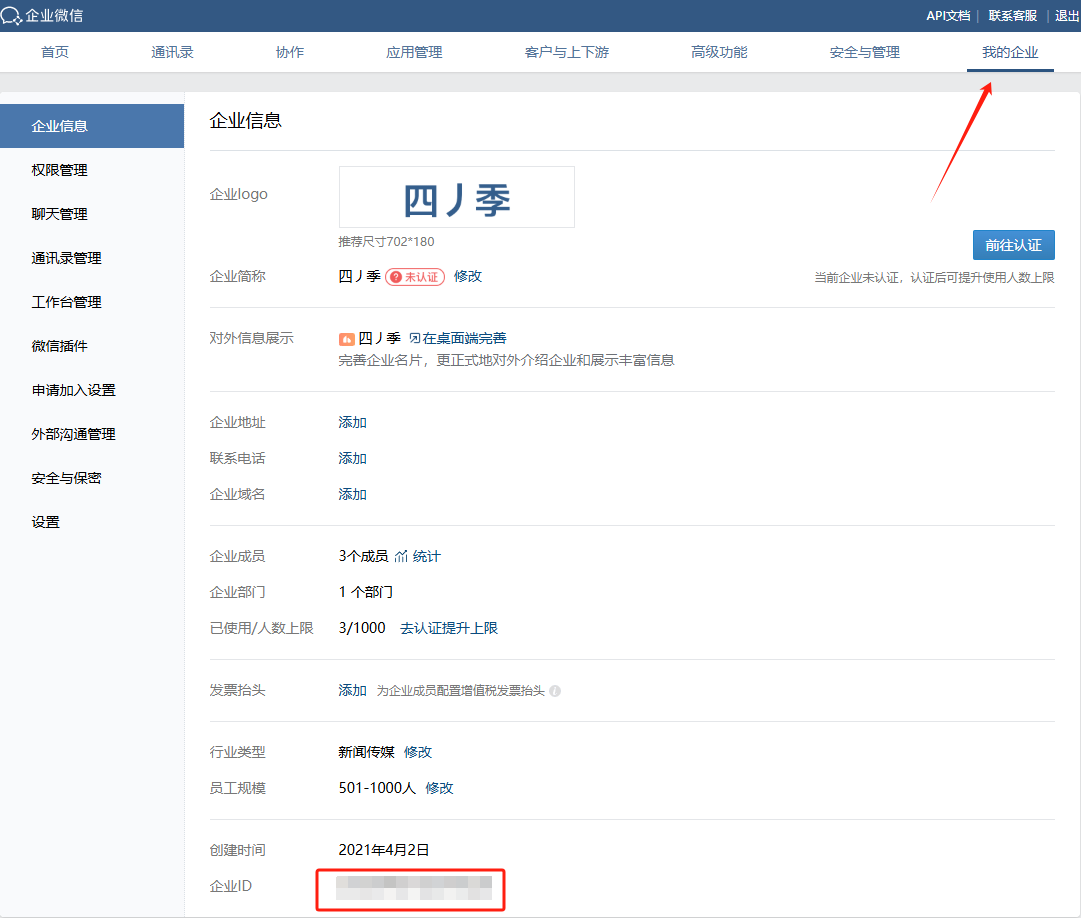 企业微信
API文档 | 联系客服 | 退出
首页 通讯录 协作 应用管理 客户与上下游 高级功能 安全与管理 我的企业
企业信息
权限管理
聊天管理
通讯录管理
工作台管理
微信插件
申请加入设置
外部沟通管理
安全与保密
设置
企业信息
企业logo 四丿季
推荐尺寸702*180
前往认证
企业简称 四丿季 未认证 修改
当前企业未认证，认证后可提升使用人数上限
对外信息展示 四丿季 在桌面端完善
完善企业名片，更正式地对外介绍企业和展示丰富信息
企业地址 添加
联系电话 添加
企业域名 添加
企业成员 3个成员 统计
企业部门 1 个部门
已使用/人数上限 3/1000 去认证提升上限
发票抬头 添加 为企业成员配置增值税发票抬头
行业类型 新闻传媒 修改
员工规模 501-1000人 修改
创建时间 2021年4月2日
企业ID